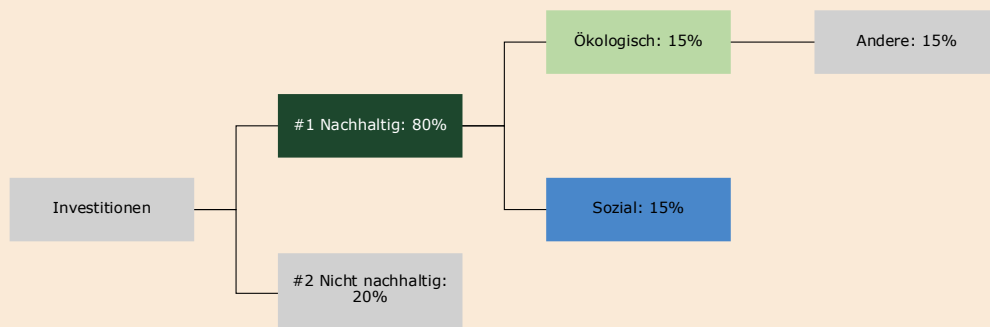 Ökologisch: 15%
Andere: 15%
#1 Nachhaltig: 80%
Investitionen
Sozial: 15%
#2 Nicht nachhaltig:
20%